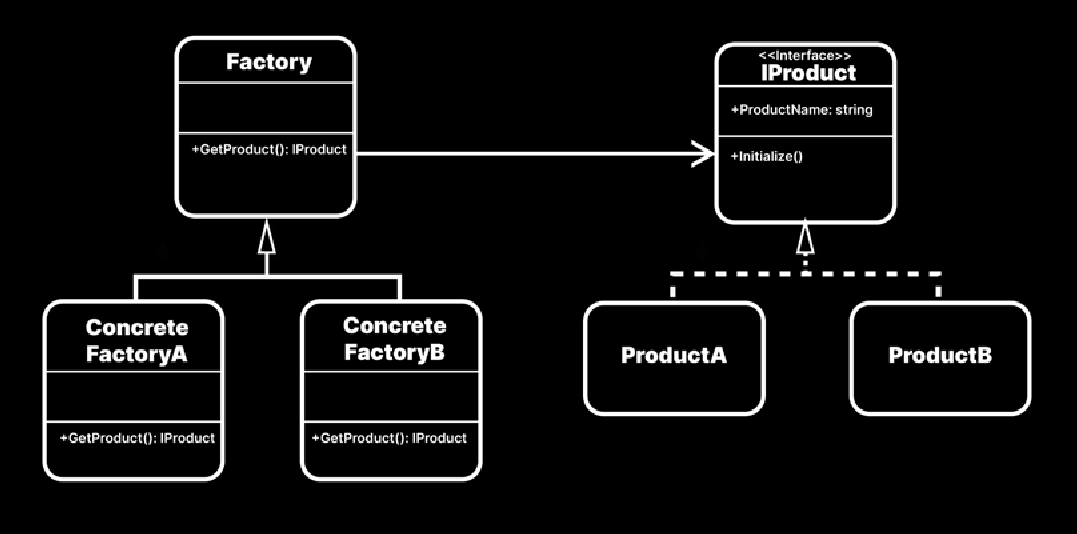 Factory
+GetProduct(): IProduct
<<Interface>>
IProduct
+ProductName: string
+Initialize()
Concrete
FactoryA
+GetProduct(): IProduct
Concrete
FactoryB
+GetProduct(): IProduct
ProductA
ProductB